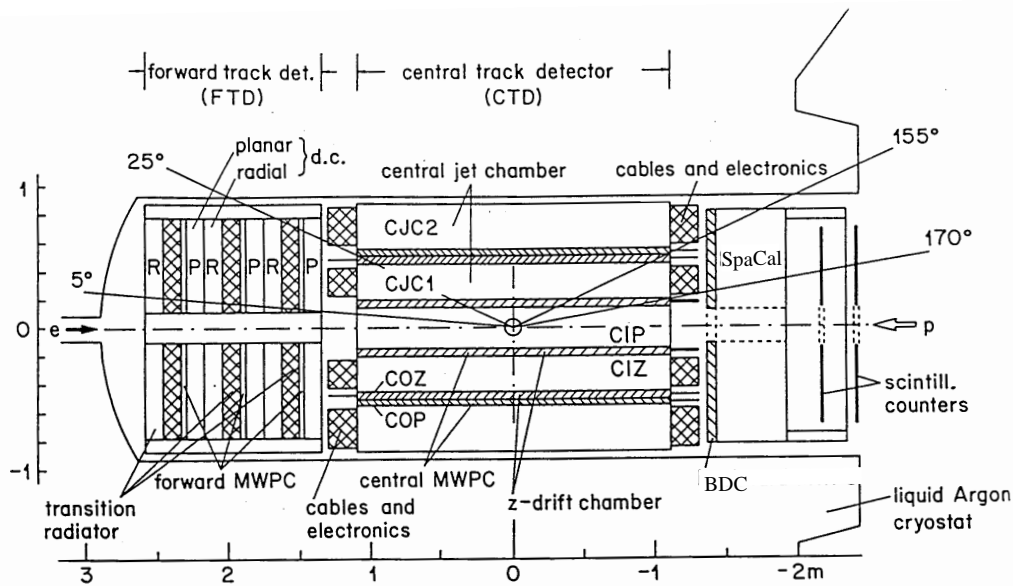 forward track det.
(FTD)
central track detector
(CTD)
planar
radial
d.c.
25°
central jet chamber
cables and electronics
155°
1
CJC2
R
P
R
P
R
P
SpaCal
170°
5°
CJC1
0
e
CIP
p
CIZ
COZ
COP
scintill.
counters
-1
forward MWPC
central MWPC
BDC
transition
radiator
cables and
electronics
z-drift chamber
liquid Argon
cryostat
3
2
1
0
-1
-2m